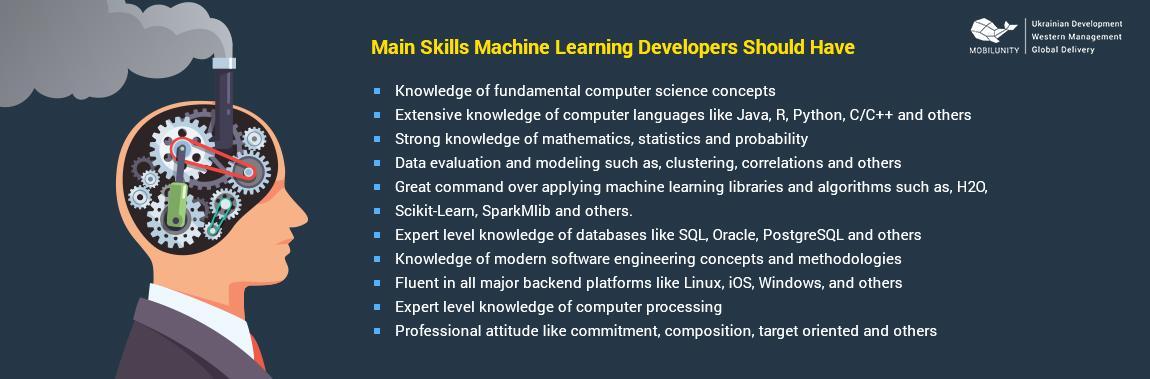 Main Skills Machine Learning Developers Should Have
MOBILUNITY
Ukrainian Development
Western Management
Global Delivery
Knowledge of fundamental computer science concepts
Extensive knowledge of computer languages like Java, R, Python, C/C++ and others
Strong knowledge of mathematics, statistics and probability
Data evaluation and modeling such as, clustering, correlations and others
Great command over applying machine learning libraries and algorithms such as, H2O,
Scikit-Learn, SparkMlib and others.
Expert level knowledge of databases like SQL, Oracle, PostgreSQL and others
Knowledge of modern software engineering concepts and methodologies
Fluent in all major backend platforms like Linux, iOS, Windows, and others
Expert level knowledge of computer processing
Professional attitude like commitment, composition, target oriented and others